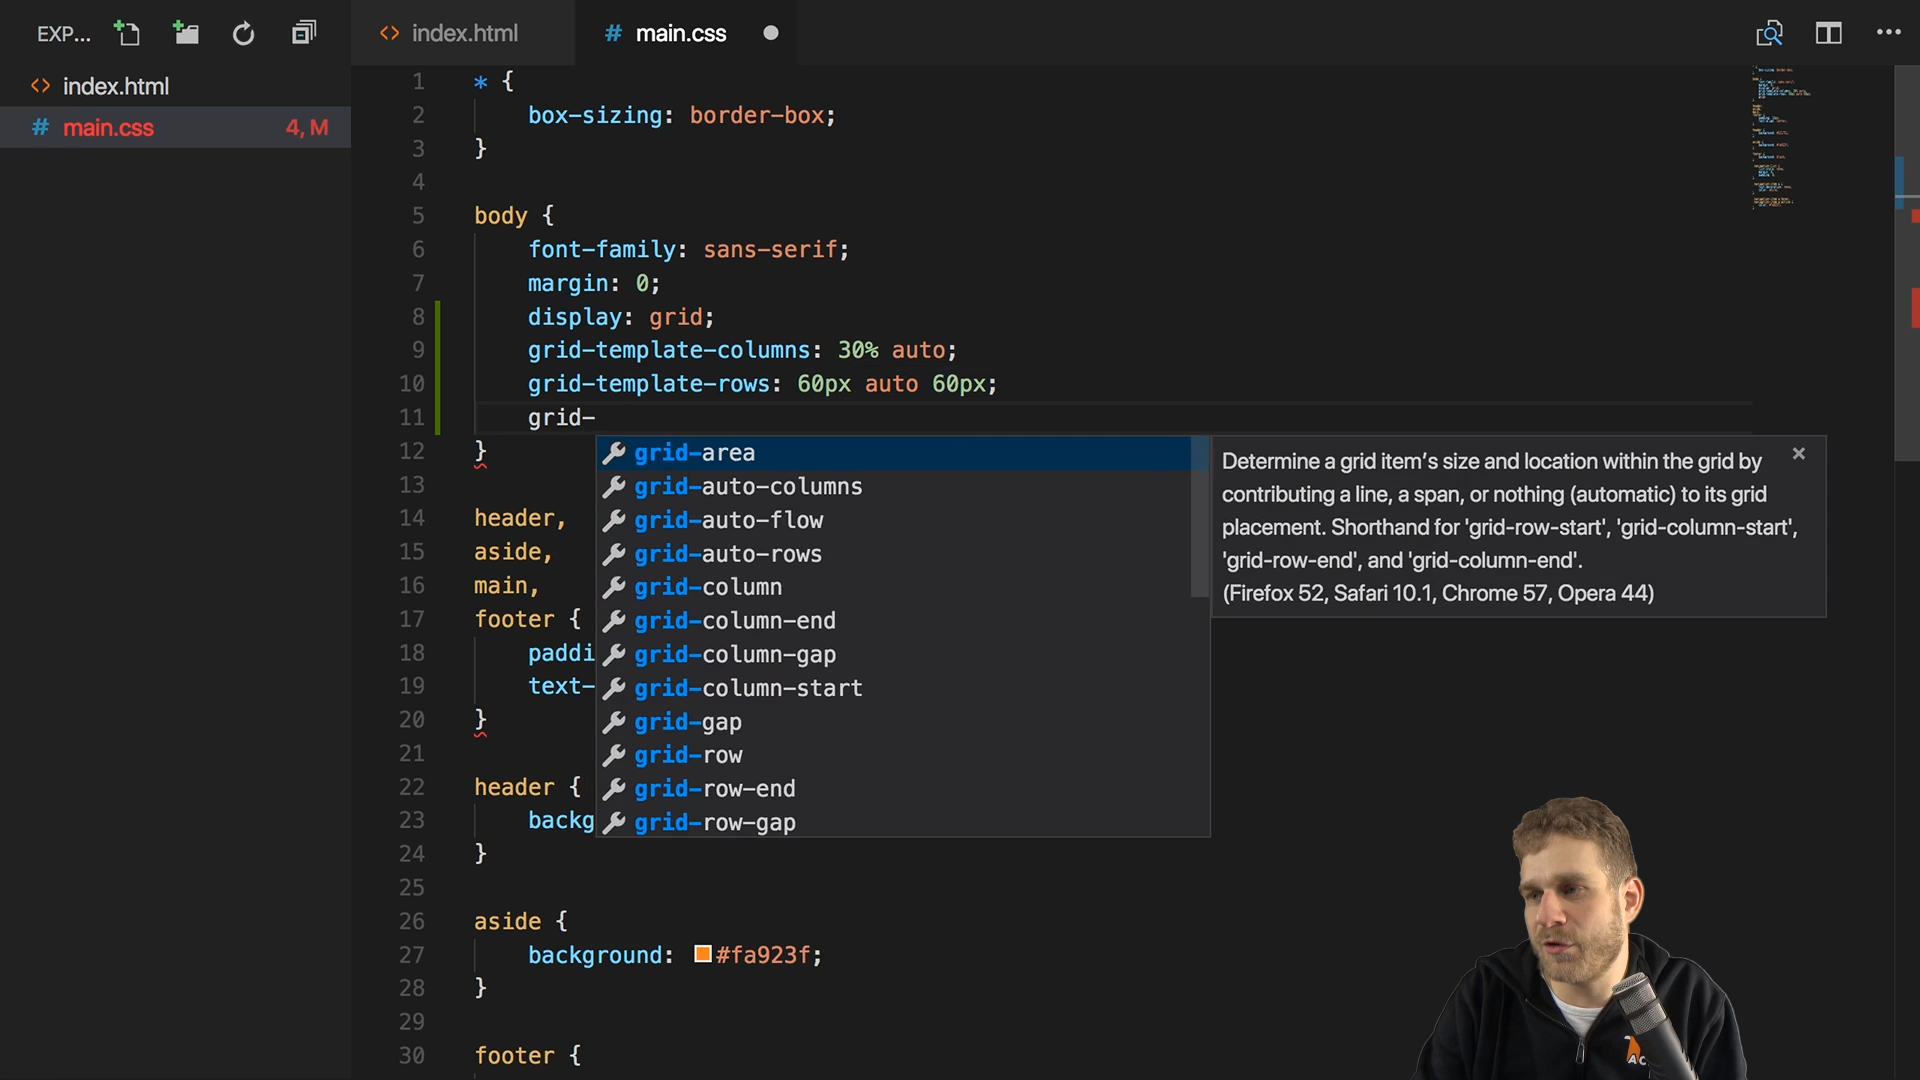 EXP...
index.html
# main.css
index.html
# main.css 4, M
1 * {
2 box-sizing: border-box;
3 }
4
5 body {
6 font-family: sans-serif;
7 margin: 0;
8 display: grid;
9 grid-template-columns: 30% auto;
10 grid-template-rows: 60px auto 60px;
11 grid-
12 }
13
14 header,
15 aside,
16 main,
17 footer {
18 paddi
19 text-
20 }
21
22 header {
23 backg
24 }
25
26 aside {
27 background: #fa923f;
28 }
29
30 footer {
grid-area
grid-auto-columns
grid-auto-flow
grid-auto-rows
grid-column
grid-column-end
grid-column-gap
grid-column-start
grid-gap
grid-row
grid-row-end
grid-row-gap
Determine a grid item's size and location within the grid by
contributing a line, a span, or nothing (automatic) to its grid
placement. Shorthand for 'grid-row-start', 'grid-column-start',
'grid-row-end', and 'grid-column-end'.
(Firefox 52, Safari 10.1, Chrome 57, Opera 44)